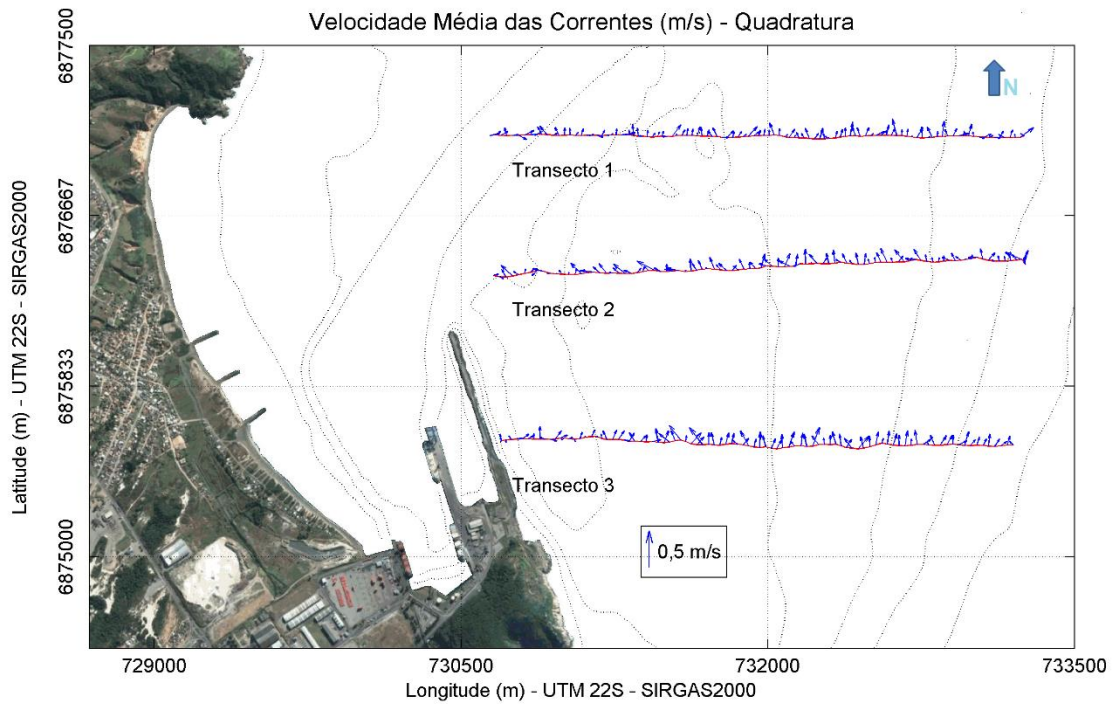 Velocidade Média das Correntes (m/s) - Quadratura
6877500
N
Transecto 1
6876667
Transecto 2
6875833
Transecto 3
0,5 m/s
6875000
Latitude (m) - UTM 22S - SIRGAS2000
729000
730500
732000
733500
Longitude (m) - UTM 22S - SIRGAS2000